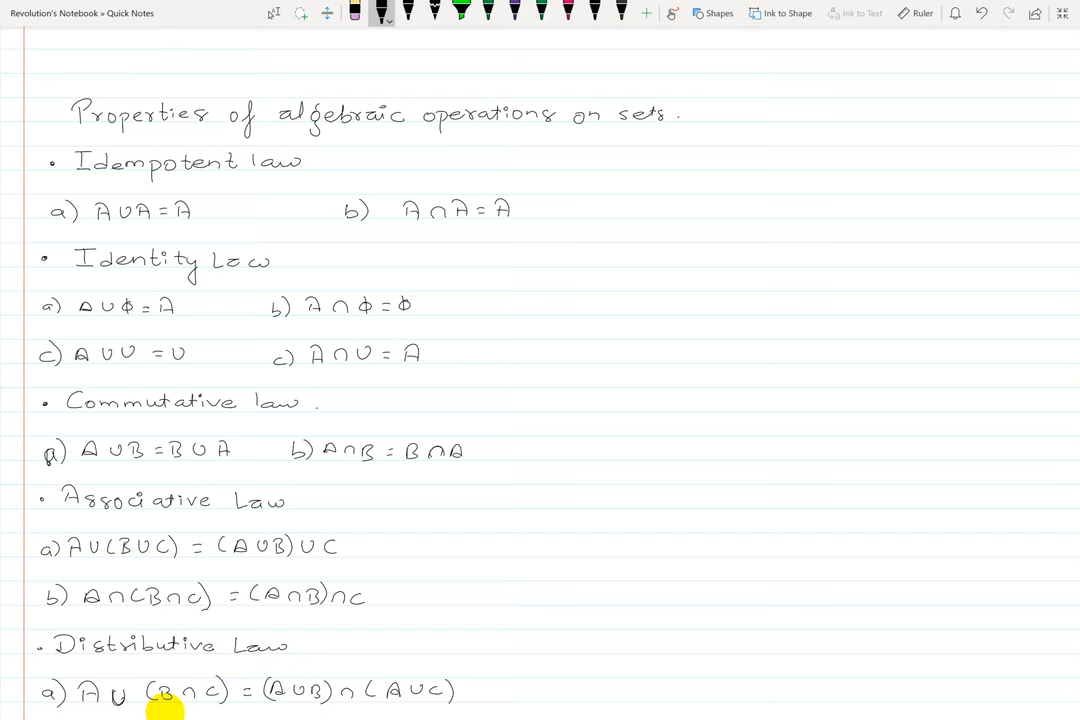 Revolution's Notebook » Quick Notes
Shapes Ink to Shape Ink to Text Ruler
Properties of algebraic operations on sets.
• Idempotent law
a) A∪A=A b) A∩A=A
• Identity Law
a) A∪ϕ=A b) A∩ϕ=ϕ
c) A∪U=U c) A∩U=A
• Commutative law.
a) A∪B=B∪A b) A∩B=B∩A
• Associative Law
a) A∪(B∪C) = (A∪B)∪C
b) A∩(B∩C) = (A∩B)∩C
• Distributive Law
a) A∪(B∩C) = (A∪B)∩(A∪C)